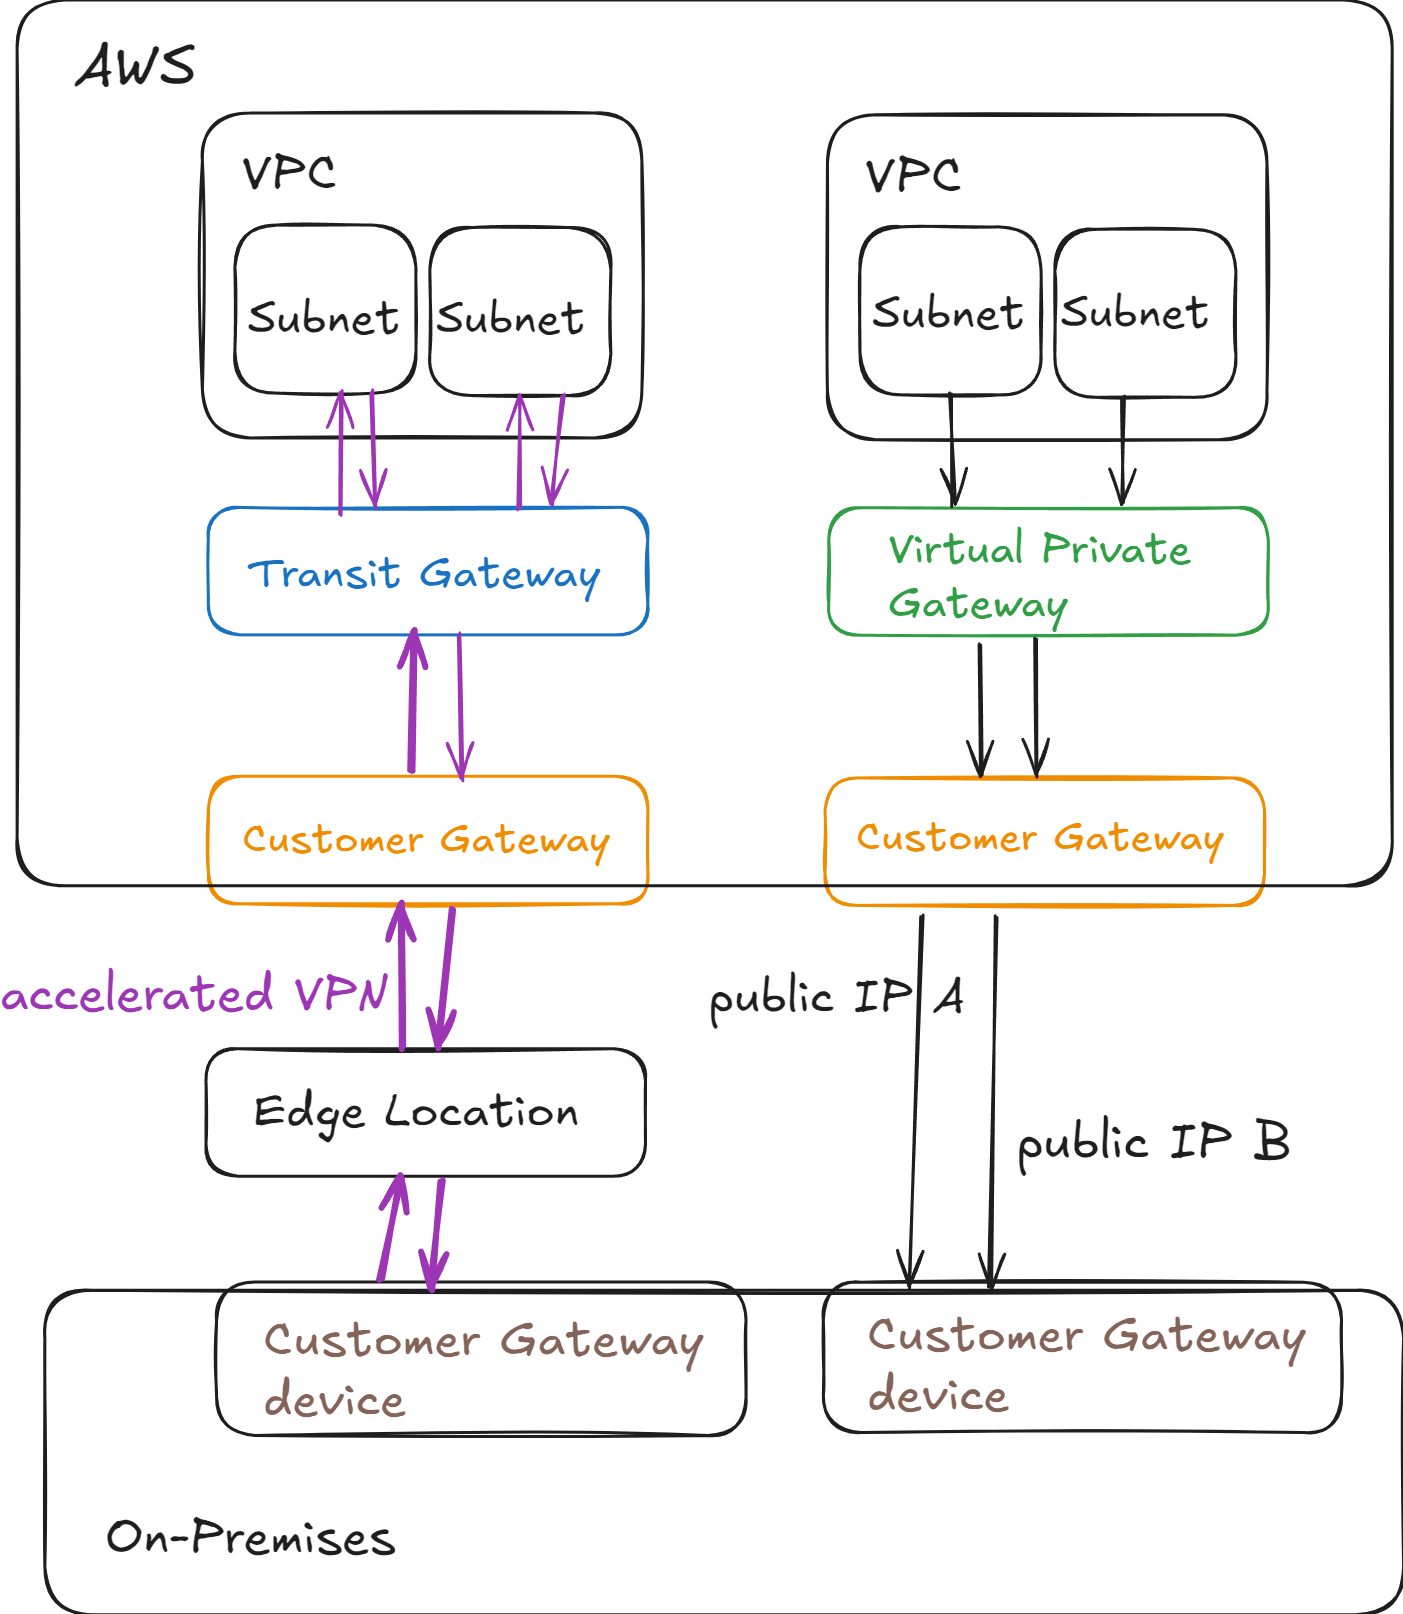 AWS
VPC
VPC
Subnet
Subnet
Subnet
Subnet
Transit Gateway
Virtual Private
Gateway
Customer Gateway
Customer Gateway
accelerated VPN
public IP A
Edge Location
public IP B
Customer Gateway
device
Customer Gateway
device
On-Premises